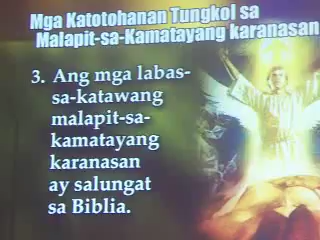 Mga Katotohanan Tungkol sa
Malapit-sa-Kamatayang karanasan
3. Ang mga labas-
sa-katawang
malapit-sa-
kamatayang
karanasan
ay salungat
sa Biblia.